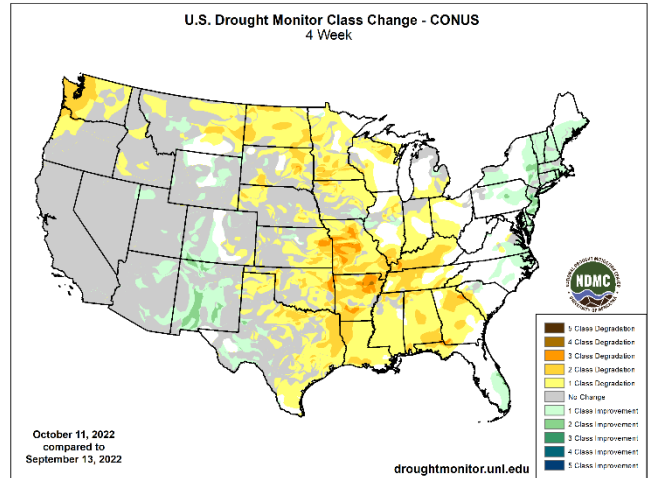 U.S. Drought Monitor Class Change - CONUS
4 Week
NDMC
5 Class Degradation
4 Class Degradation
3 Class Degradation
2 Class Degradation
1 Class Degradation
No Change
1 Class Improvement
2 Class Improvement
3 Class Improvement
4 Class Improvement
5 Class Improvement
October 11, 2022
compared to
September 13, 2022
droughtmonitor.unl.edu